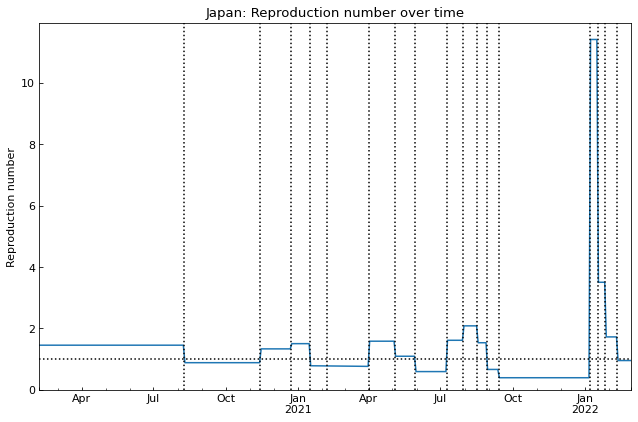 Japan: Reproduction number over time
Reproduction number
10
8
6
4
2
0
Apr
Jul
Oct
Jan
2021
Apr
Jul
Oct
Jan
2022